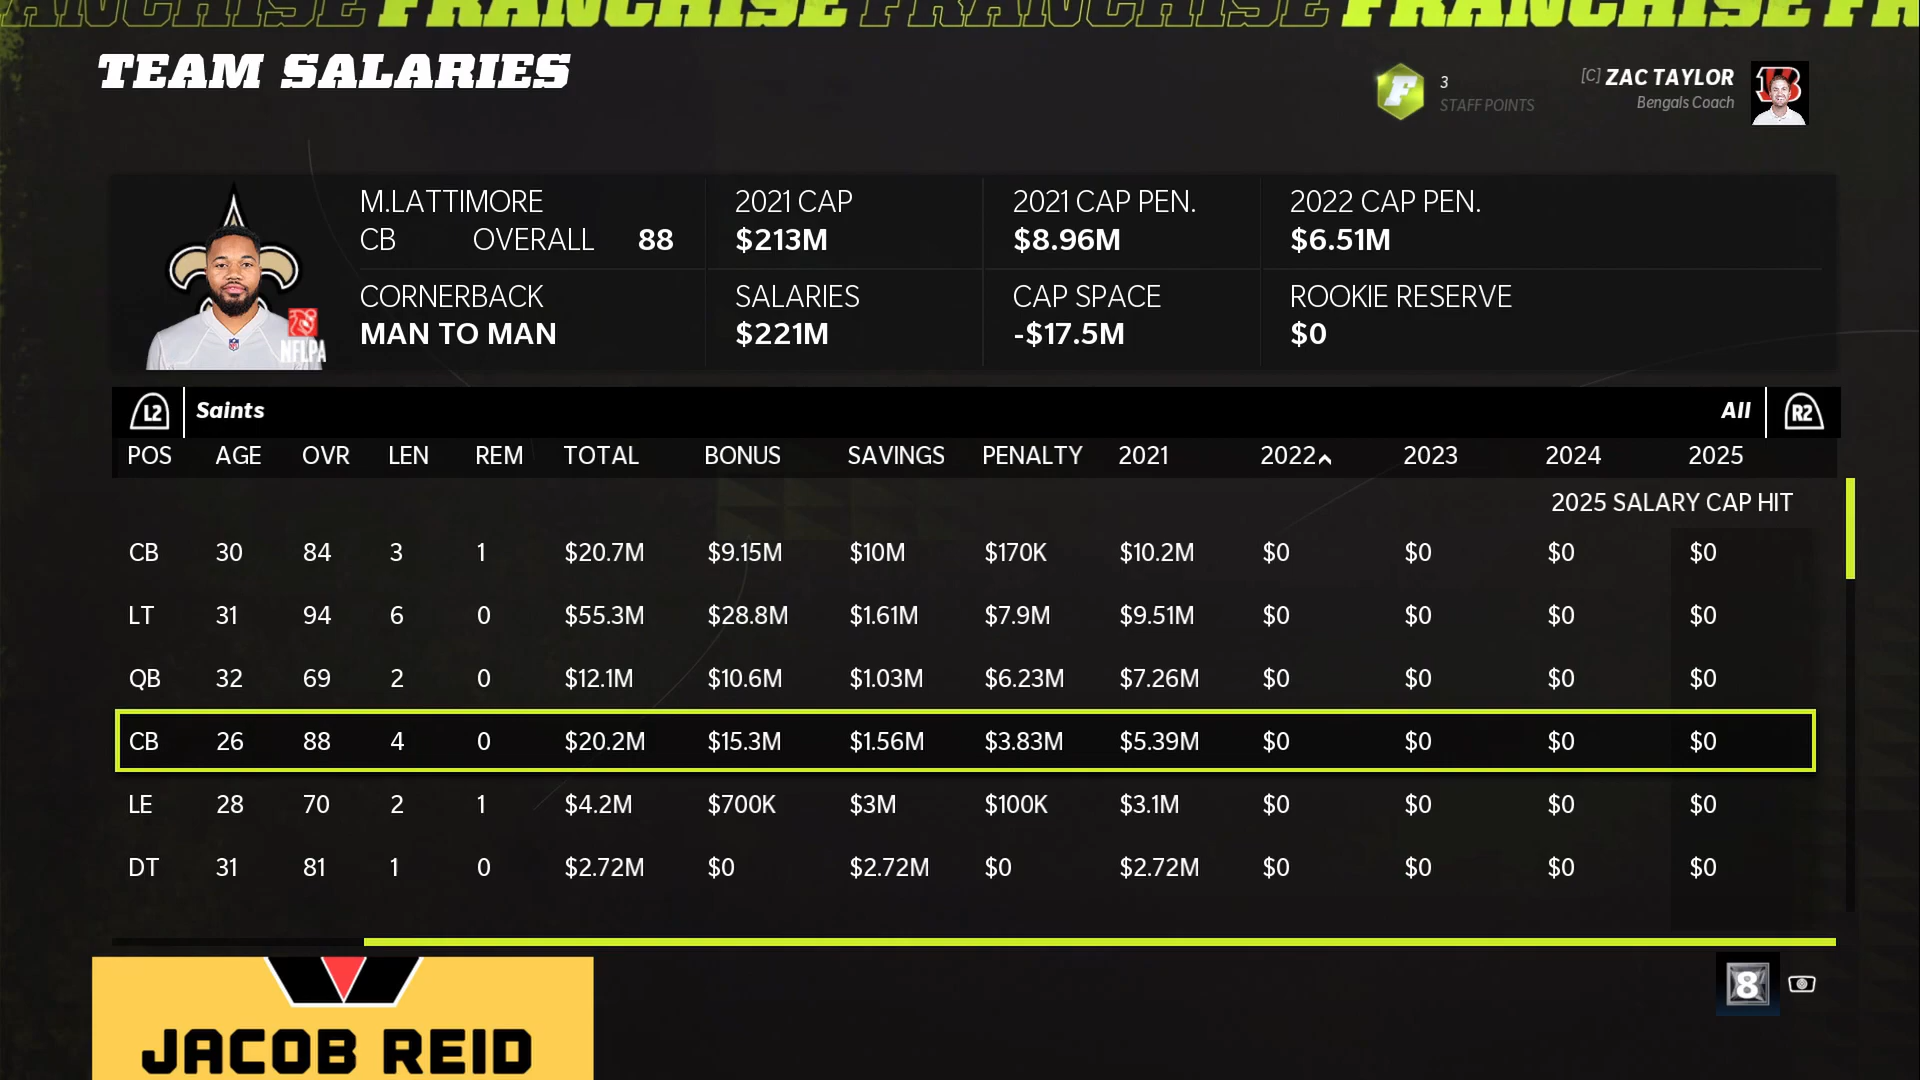 FRANCHISE FRANCHISE FRANCHISE FRANCHISE FR
TEAM SALARIES
F
3
STAFF POINTS
[C] ZAC TAYLOR
Bengals Coach
M.LATTIMORE
CB OVERALL 88
CORNERBACK
MAN TO MAN
2021 CAP
$213M
SALARIES
$221M
2021 CAP PEN.
$8.96M
CAP SPACE
-$17.5M
2022 CAP PEN.
$6.51M
ROOKIE RESERVE
$0
NFLPA
L2 Saints All R2
POS AGE OVR LEN REM TOTAL BONUS SAVINGS PENALTY 2021 2022 2023 2024 2025
2025 SALARY CAP HIT
CB 30 84 3 1 $20.7M $9.15M $10M $170K $10.2M $0 $0 $0 $0
LT 31 94 6 0 $55.3M $28.8M $1.61M $7.9M $9.51M $0 $0 $0 $0
QB 32 69 2 0 $12.1M $10.6M $1.03M $6.23M $7.26M $0 $0 $0 $0
CB 26 88 4 0 $20.2M $15.3M $1.56M $3.83M $5.39M $0 $0 $0 $0
LE 28 70 2 1 $4.2M $700K $3M $100K $3.1M $0 $0 $0 $0
DT 31 81 1 0 $2.72M $0 $2.72M $0 $2.72M $0 $0 $0 $0
8
JACOB REID